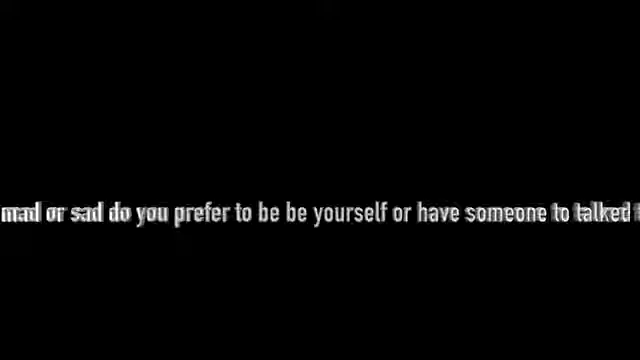 mad or sad do you prefer to be be yourself or have someone to talked